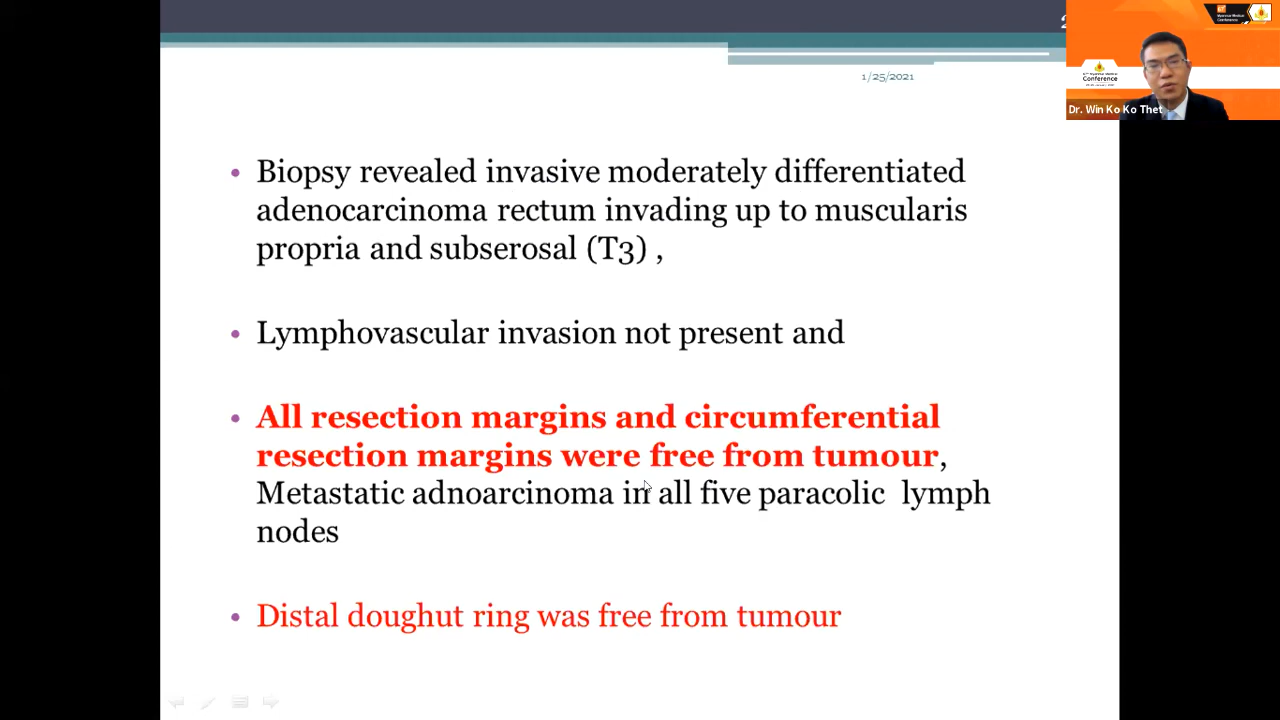 2
1/25/2021
Conference
Dr. Win Ko Ko Thet
• Biopsy revealed invasive moderately differentiated
adenocarcinoma rectum invading up to muscularis
propria and subserosal (T3) ,
• Lymphovascular invasion not present and
• All resection margins and circumferential
resection margins were free from tumour,
Metastatic adnoarcinoma in all five paracolic lymph
nodes
• Distal doughut ring was free from tumour